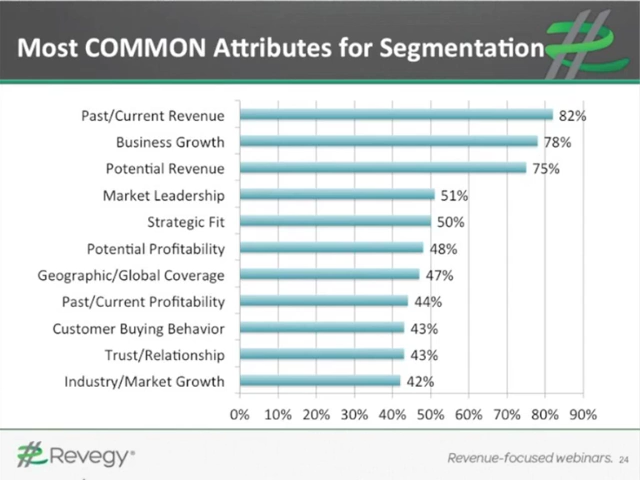 Most COMMON Attributes for Segmentation
Past/Current Revenue 82%
Business Growth 78%
Potential Revenue 75%
Market Leadership 51%
Strategic Fit 50%
Potential Profitability 48%
Geographic/Global Coverage 47%
Past/Current Profitability 44%
Customer Buying Behavior 43%
Trust/Relationship 43%
Industry/Market Growth 42%
0% 10% 20% 30% 40% 50% 60% 70% 80% 90%
Revegy® Revenue-focused webinars. 24